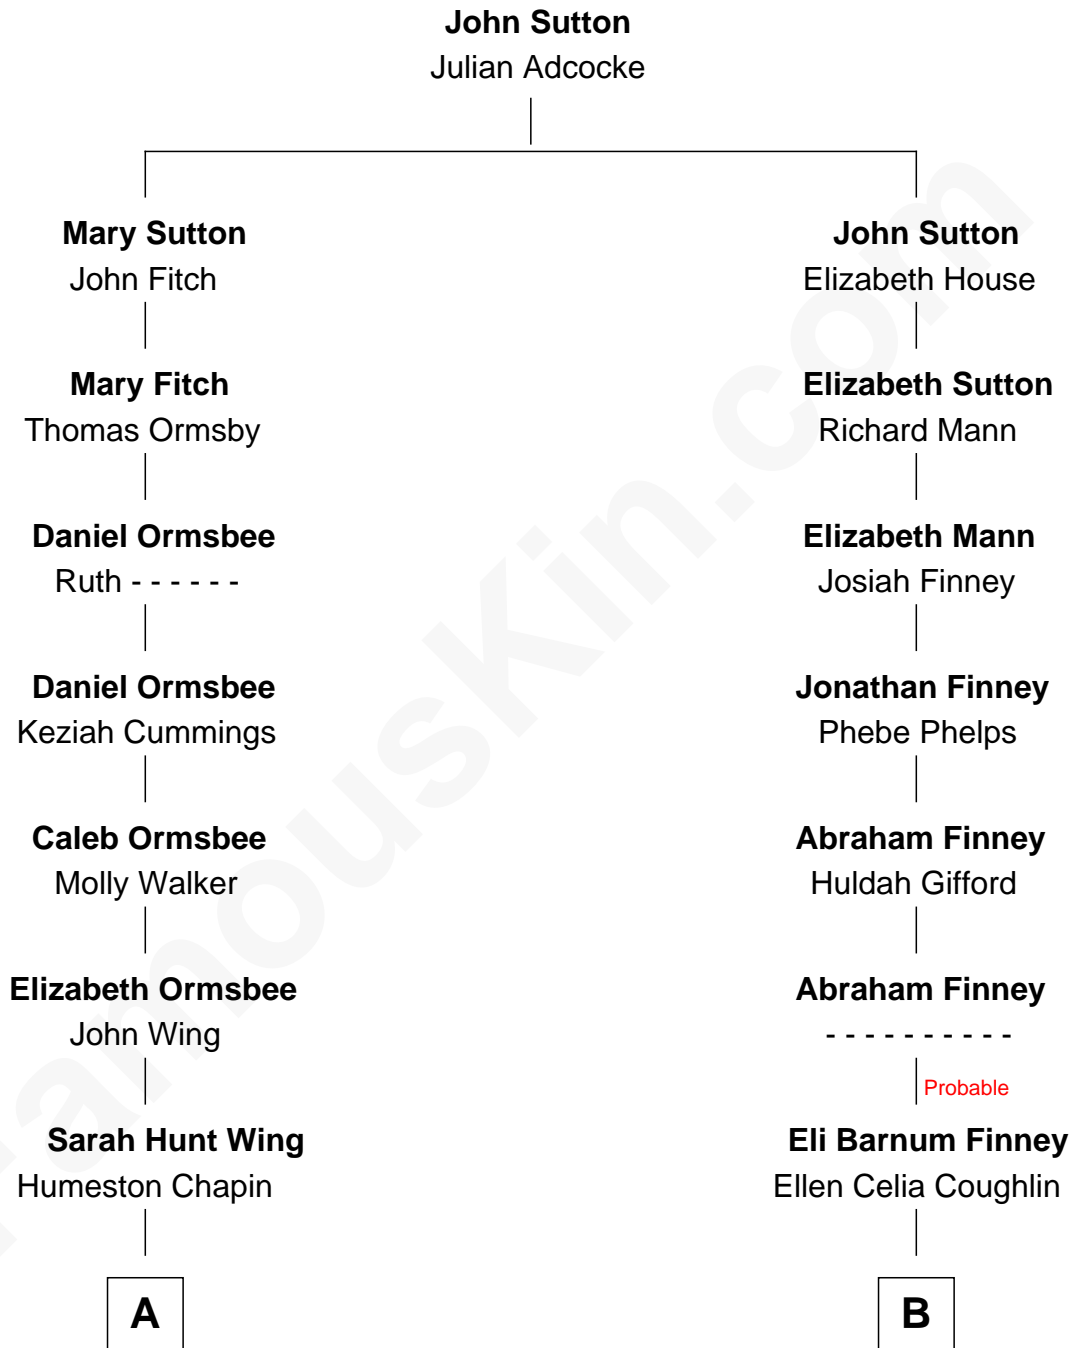 John Sutton
Julian Adcocke
Mary Sutton
John Fitch
John Sutton
Elizabeth House
Mary Fitch
Thomas Ormsby
Elizabeth Sutton
Richard Mann
Daniel Ormsbee
Ruth - - - - - -
Elizabeth Mann
Josiah Finney
Daniel Ormsbee
Keziah Cummings
Jonathan Finney
Phebe Phelps
Caleb Ormsbee
Molly Walker
Abraham Finney
Huldah Gifford
Elizabeth Ormsbee
John Wing
Abraham Finney
- - - - - - - - - -
Probable
Sarah Hunt Wing
Humeston Chapin
Eli Barnum Finney
Ellen Celia Coughlin
A
B
FamousKin.com